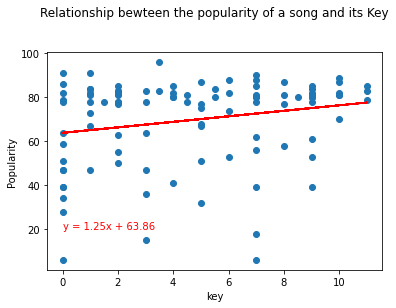 Relationship bewteen the popularity of a song and its Key
100
80
60
40
20
Popularity
y = 1.25x + 63.86
0 2 4 6 8 10
key